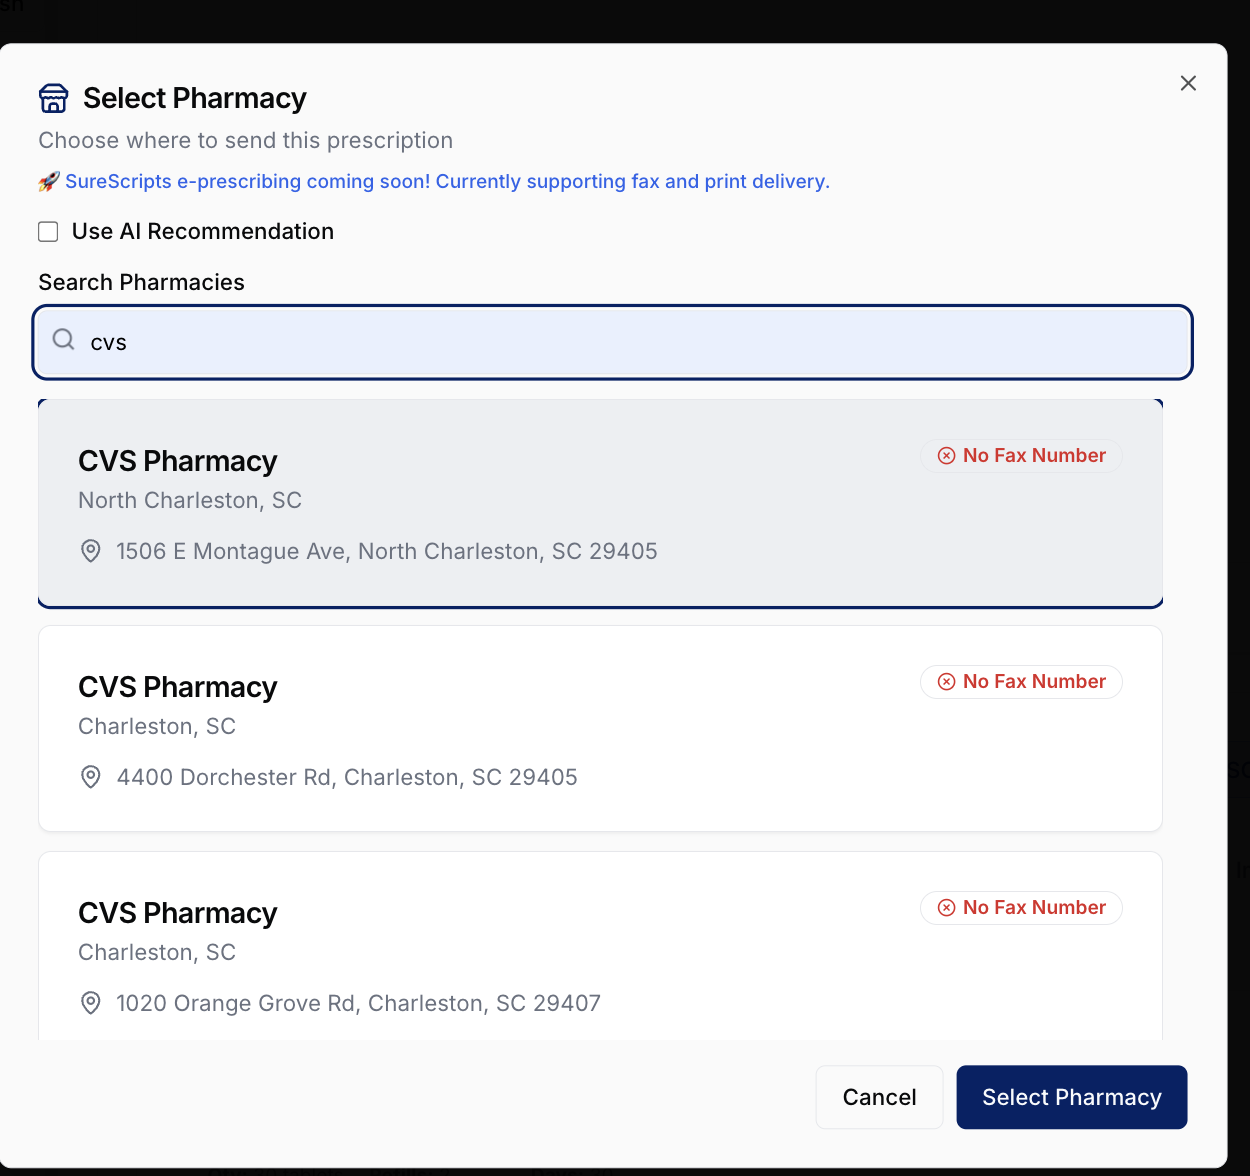 Select Pharmacy
Choose where to send this prescription
🚀 SureScripts e-prescribing coming soon! Currently supporting fax and print delivery.
Use AI Recommendation
Search Pharmacies
cvs
CVS Pharmacy
No Fax Number
North Charleston, SC
1506 E Montague Ave, North Charleston, SC 29405
CVS Pharmacy
No Fax Number
Charleston, SC
4400 Dorchester Rd, Charleston, SC 29405
CVS Pharmacy
No Fax Number
Charleston, SC
1020 Orange Grove Rd, Charleston, SC 29407
Cancel
Select Pharmacy